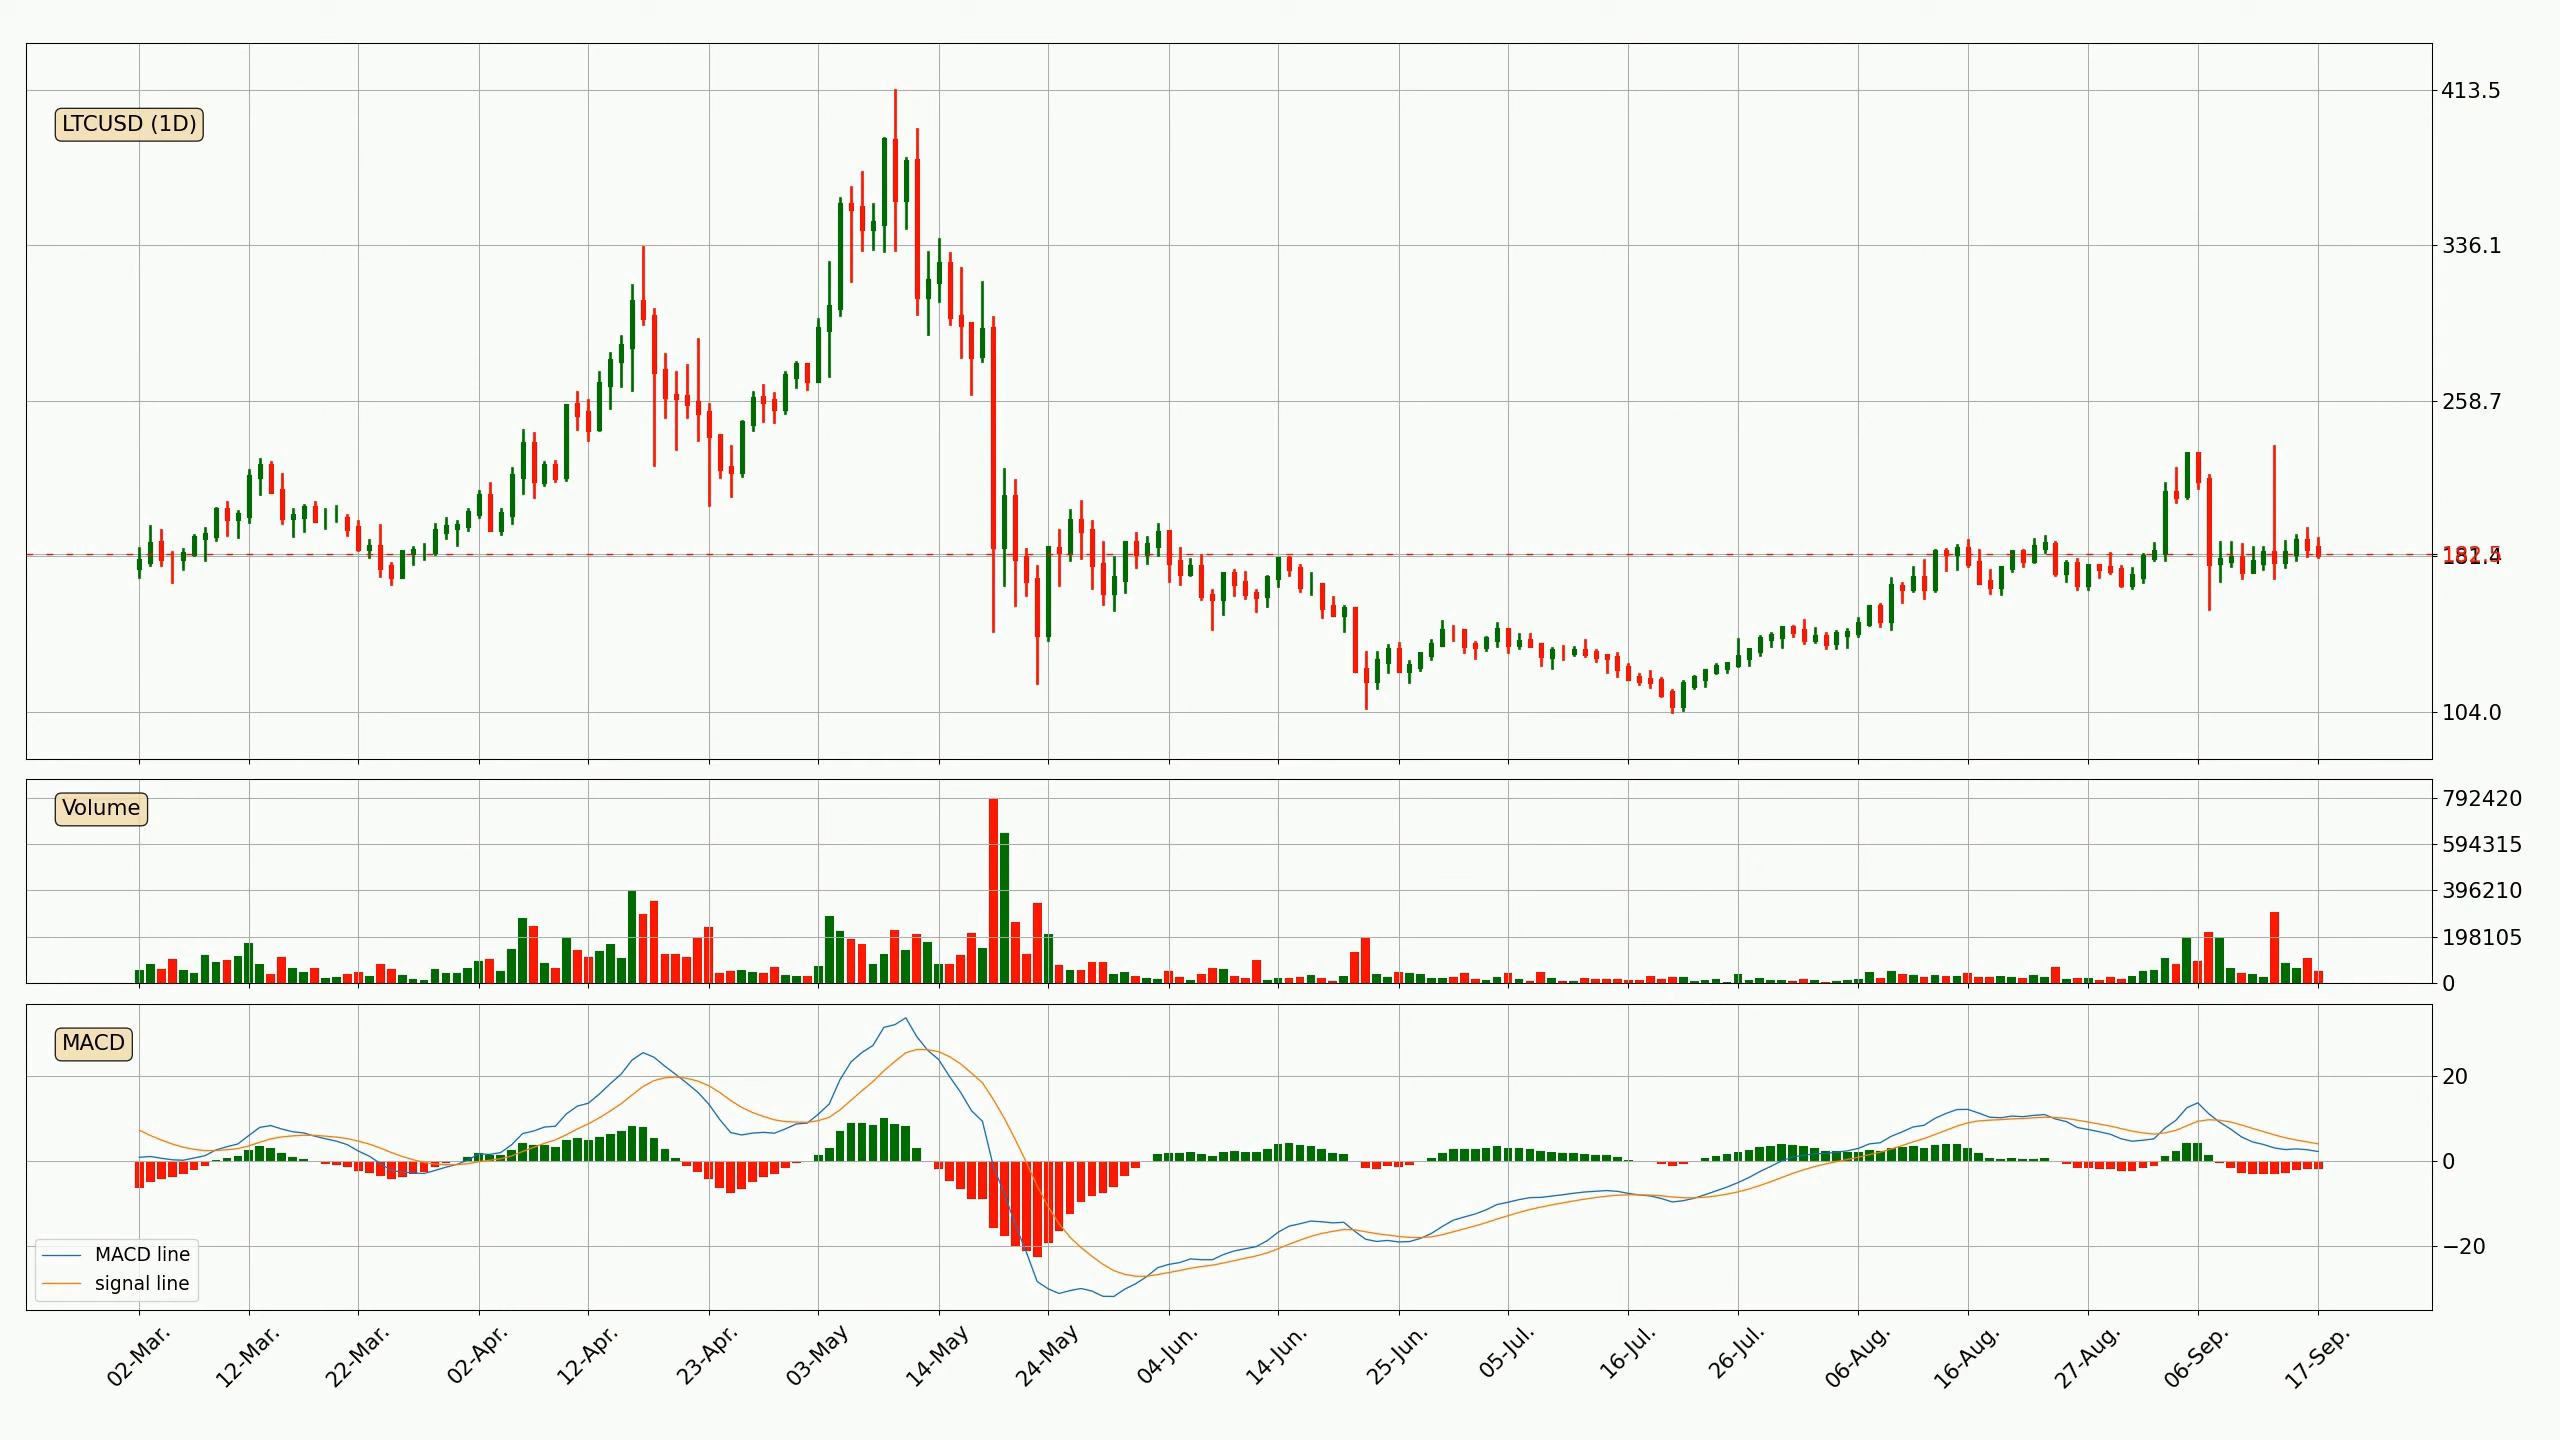 LTCUSD (1D)
413.5
336.1
258.7
181.4
104.0
Volume
792420
594315
396210
198105
0
MACD
20
0
−20
MACD line
signal line
02-Mar.
12-Mar.
22-Mar.
02-Apr.
12-Apr.
23-Apr.
03-May
14-May
24-May
04-Jun.
14-Jun.
25-Jun.
05-Jul.
16-Jul.
26-Jul.
06-Aug.
16-Aug.
27-Aug.
06-Sep.
17-Sep.